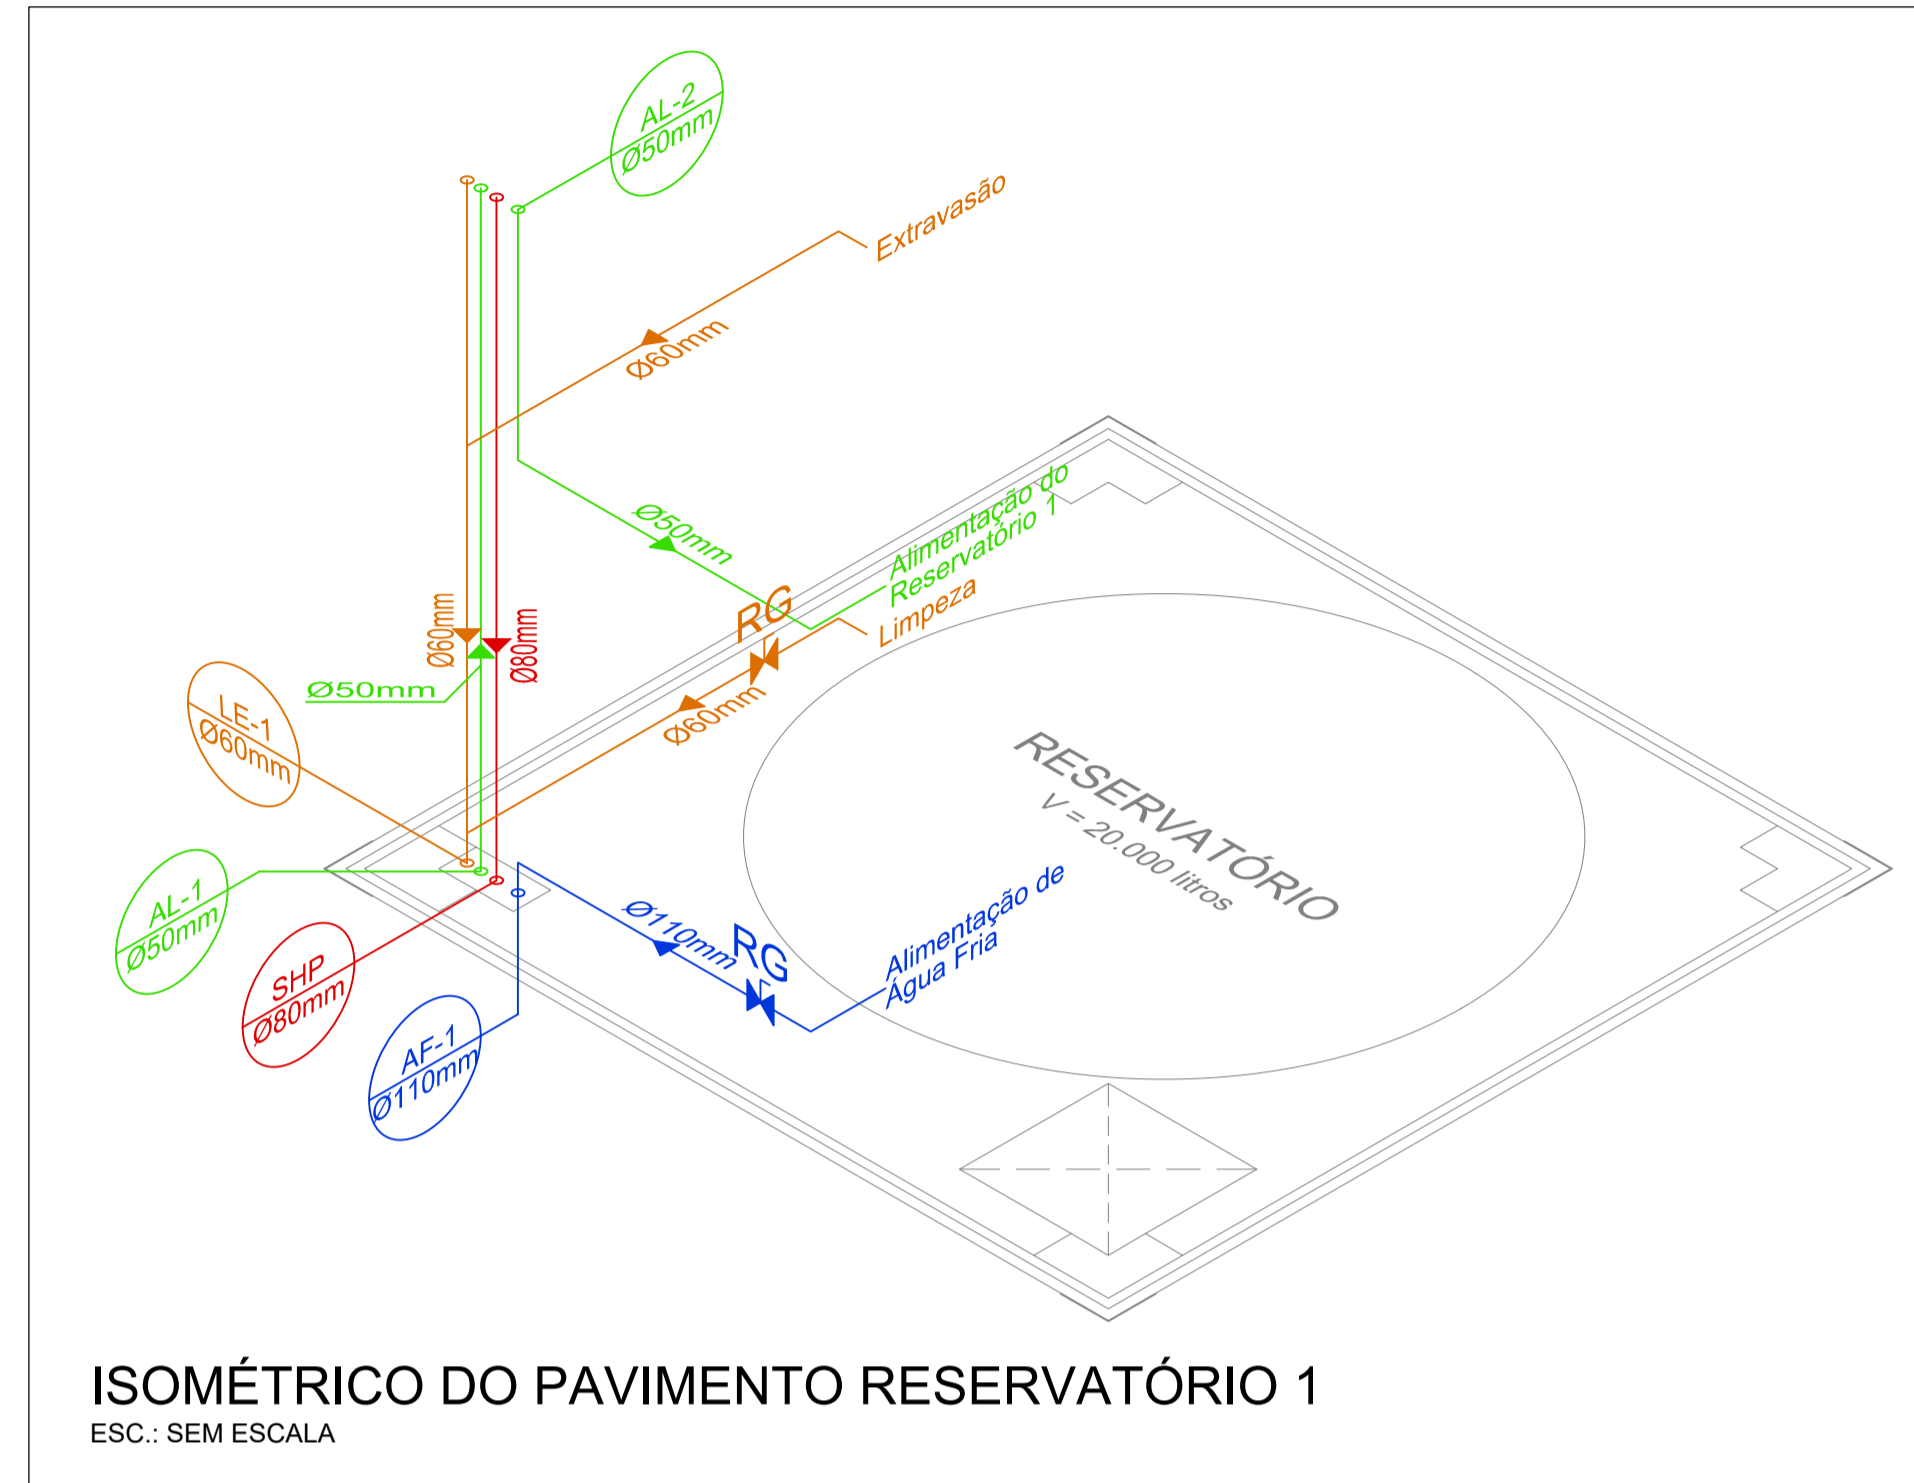 AL-2
Ø50mm
Extravasão
Ø60mm
Ø50mm
Alimentação do
Reservatório 1
RG
Limpeza
Ø60mm
Ø60mm
Ø80mm
Ø50mm
LE-1
Ø60mm
RESERVATÓRIO
V = 20.000 litros
AL-1
Ø50mm
Ø110mm
RG
Alimentação de
Água Fria
SHP
Ø80mm
AF-1
Ø110mm
ISOMÉTRICO DO PAVIMENTO RESERVATÓRIO 1
ESC.: SEM ESCALA